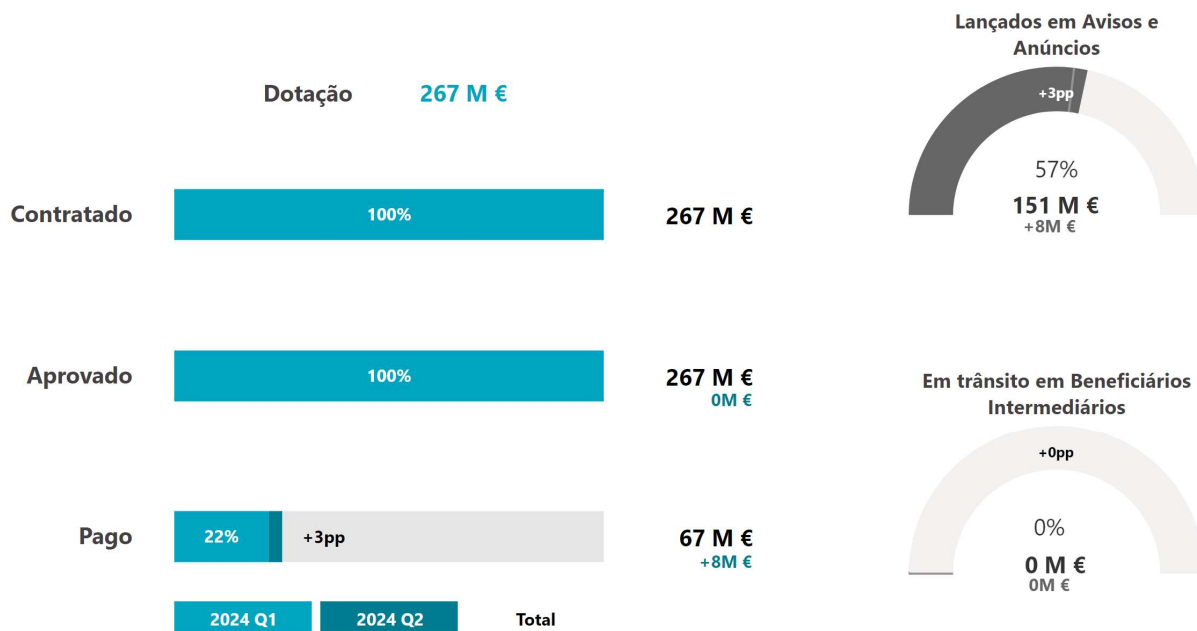 Dotação 267 M €
Contratado 100% 267 M €
Aprovado 100% 267 M €
0M €
Pago 22% +3pp 67 M €
+8M €
2024 Q1 2024 Q2 Total
Lançados em Avisos e
Anúncios
+3pp
57%
151 M €
+8M €
Em trânsito em Beneficiários
Intermediários
+0pp
0%
0 M €
0M €